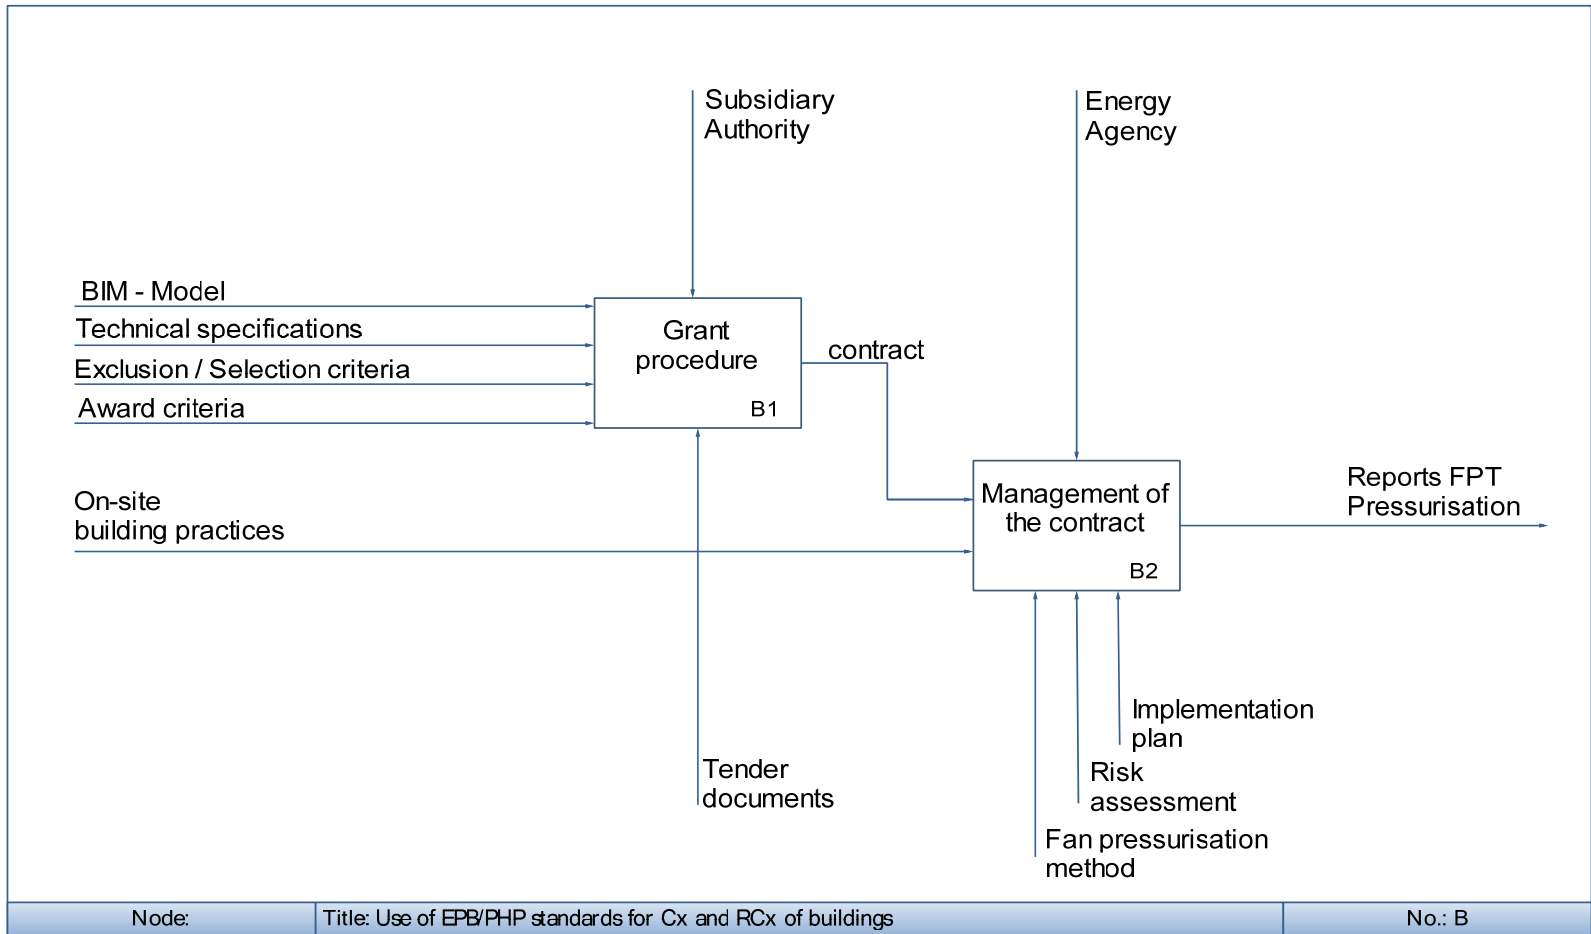 Subsidiary
Authority
Energy
Agency
BIM - Model
Technical specifications
Exclusion / Selection criteria
Award criteria
Grant
procedure
B1
contract
On-site
building practices
Management of
the contract
B2
Reports FPT
Pressurisation
Implementation
plan
Tender
documents
Risk
assessment
Fan pressurisation
method
Node:
Title: Use of EPB/PHP standards for Cx and RCx of buildings
No.: B